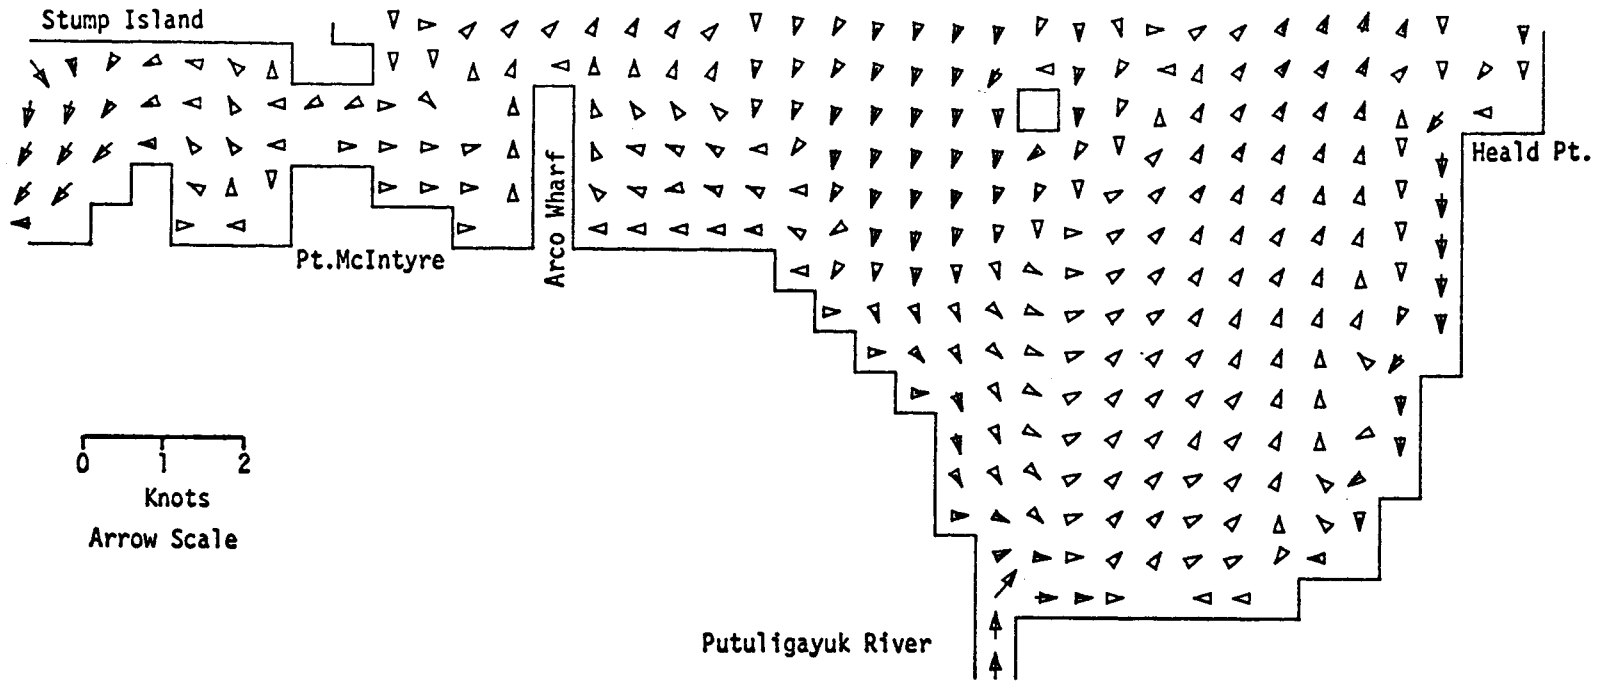 Stump Island
Heald Pt.
Arco Wharf
Pt.McIntyre
0 1 2
Knots
Arrow Scale
Putuligayuk River